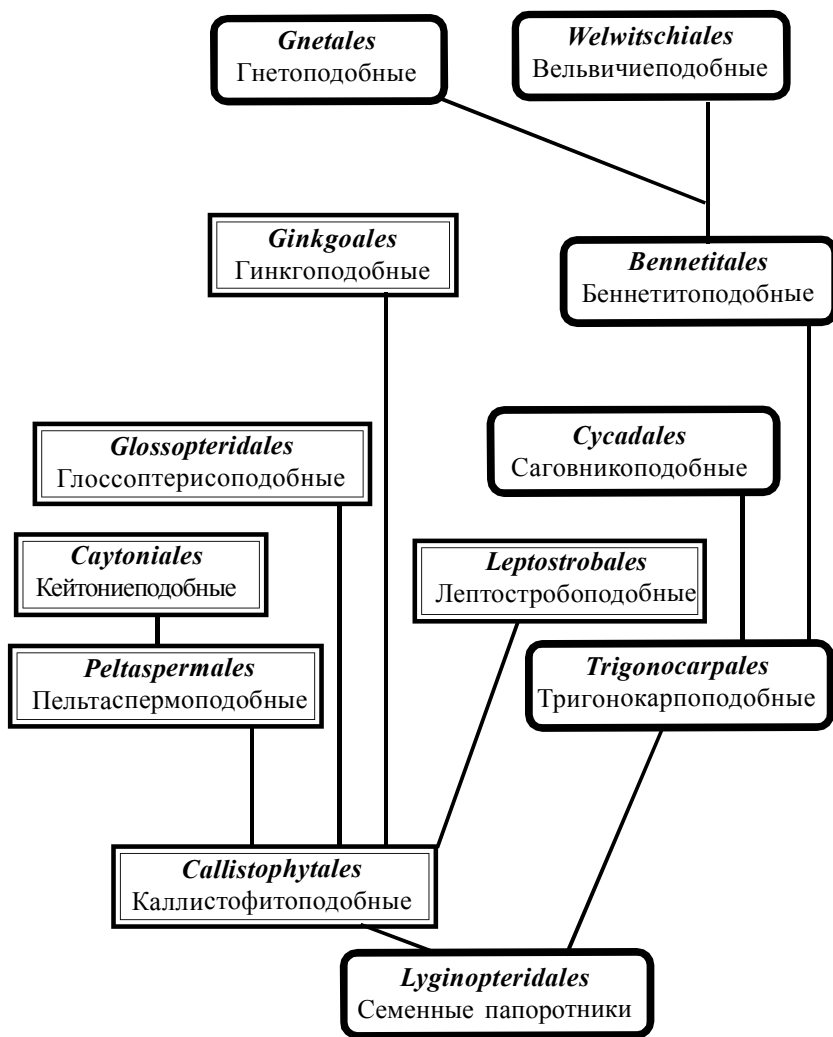 Gnetales
Гнетоподобные
Welwitschiales
Вельвичиеподобные
Ginkgoales
Гинкгоподобные
Bennetitales
Беннетитоподобные
Glossopteridales
Глоссоптерисоподобные
Cycadales
Саговникоподобные
Caytoniales
Кейтониеподобные
Leptostrobales
Лептостробоподобные
Peltaspermales
Пельтаспермоподобные
Trigonocarpales
Тригонокарпоподобные
Callistophytales
Каллистофитоподобные
Lyginopteridales
Семенные папоротники